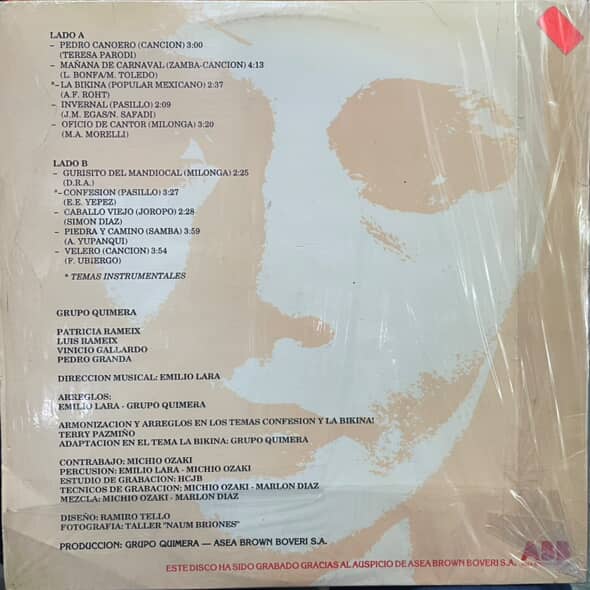 LADO A
- PEDRO CANOERO (CANCION) 3:00
(TERESA PARODI)
- MAÑANA DE CARNAVAL (ZAMBA-CANCION) 4:13
(L. BONFA/M. TOLEDO)
*- LA BIKINA (POPULAR MEXICANO) 2:37
(A.F. ROHT)
- INVERNAL (PASILLO) 2:09
(J.M. EGAS/N. SAFADI)
- OFICIO DE CANTOR (MILONGA) 3:20
(M.A. MORELLI)
LADO B
- GURISITO DEL MANDIOCAL (MILONGA) 2:25
(D.R.A.)
*- CONFESION (PASILLO) 3:27
(E.E. YEPEZ)
- CABALLO VIEJO (JOROPO) 2:28
(SIMON DIAZ)
- PIEDRA Y CAMINO (SAMBA) 3:59
(A. YUPANQUI)
- VELERO (CANCION) 3:54
(F. UBIERGO)
* TEMAS INSTRUMENTALES
GRUPO QUIMERA
PATRICIA RAMEIX
LUIS RAMEIX
VINICIO GALLARDO
PEDRO GRANDA
DIRECCION MUSICAL: EMILIO LARA
ARREGLOS:
EMILIO LARA - GRUPO QUIMERA
ARMONIZACION Y ARREGLOS EN LOS TEMAS CONFESION Y LA BIKINA!
TERRY PAZMIÑO
ADAPTACION EN EL TEMA LA BIKINA: GRUPO QUIMERA
CONTRABAJO: MICHIO OZAKI
PERCUSION: EMILIO LARA - MICHIO OZAKI
ESTUDIO DE GRABACION: HCJB
TECNICOS DE GRABACION: MICHIO OZAKI - MARLON DIAZ
MEZCLA: MICHIO OZAKI - MARLON DIAZ
DISEÑO: RAMIRO TELLO
FOTOGRAFIA: TALLER "NAUM BRIONES"
PRODUCCION: GRUPO QUIMERA — ASEA BROWN BOVERI S.A.
ABB
ESTE DISCO HA SIDO GRABADO GRACIAS AL AUSPICIO DE ASEA BROWN BOVERI S.A.